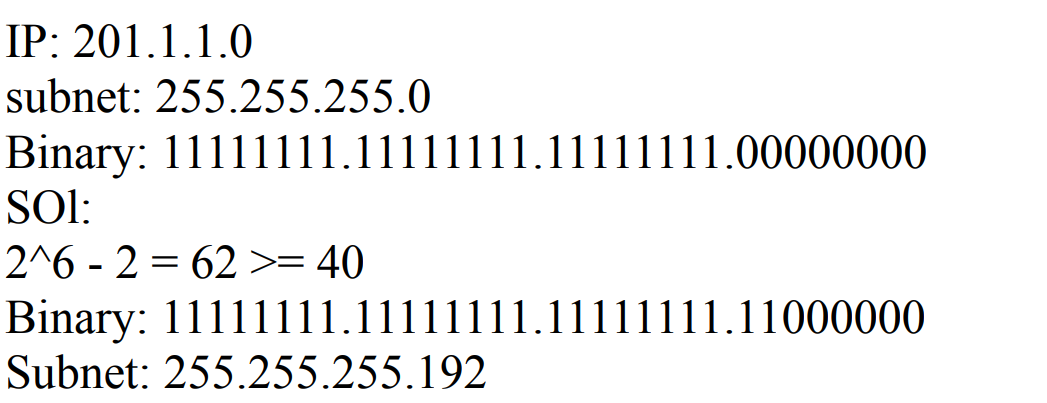 IP: 201.1.1.0
subnet: 255.255.255.0
Binary: 11111111.11111111.11111111.00000000
SOl:
2^6 - 2 = 62 >= 40
Binary: 11111111.11111111.11111111.11000000
Subnet: 255.255.255.192